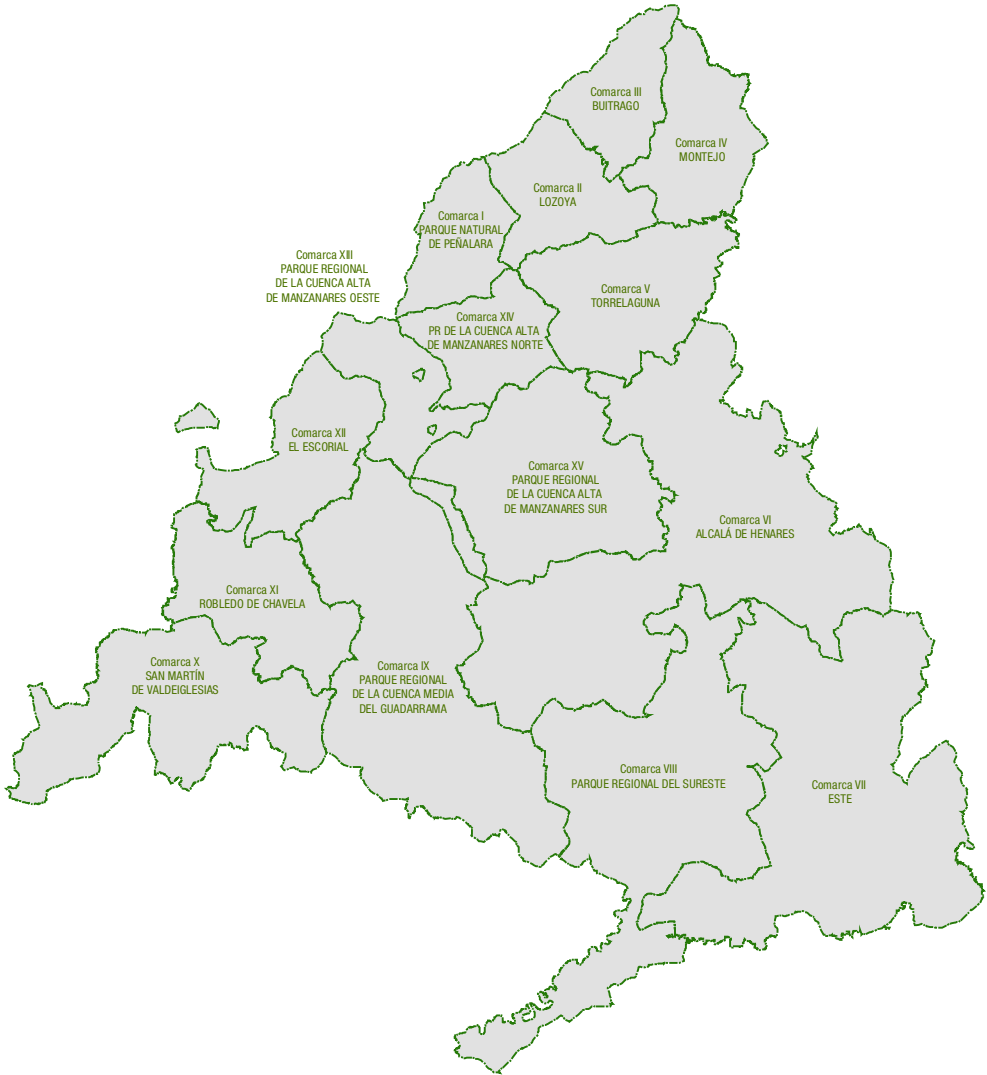 Comarca III
BUITRAGO
Comarca IV
MONTEJO
Comarca II
LOZOYA
Comarca I
PARQUE NATURAL
DE PEÑALARA
Comarca XIII
PARQUE REGIONAL
DE LA CUENCA ALTA
DE MANZANARES OESTE
Comarca V
TORRELAGUNA
Comarca XIV
PR DE LA CUENCA ALTA
DE MANZANARES NORTE
Comarca XII
EL ESCORIAL
Comarca XV
PARQUE REGIONAL
DE LA CUENCA ALTA
DE MANZANARES SUR
Comarca VI
ALCALÁ DE HENARES
Comarca XI
ROBLEDO DE CHAVELA
Comarca X
SAN MARTÍN
DE VALDEIGLESIAS
Comarca IX
PARQUE REGIONAL
DE LA CUENCA MEDIA
DEL GUADARRAMA
Comarca VIII
PARQUE REGIONAL DEL SURESTE
Comarca VII
ESTE